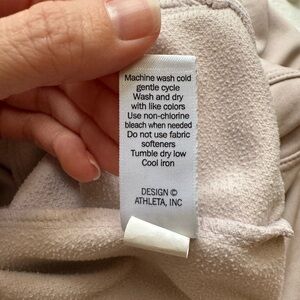 Machine wash cold
gentle cycle
Wash and dry
with like colors
Use non-chlorine
bleach when needed
Do not use fabric
softeners
Tumble dry low
Cool iron
DESIGN ©
ATHLETA, INC